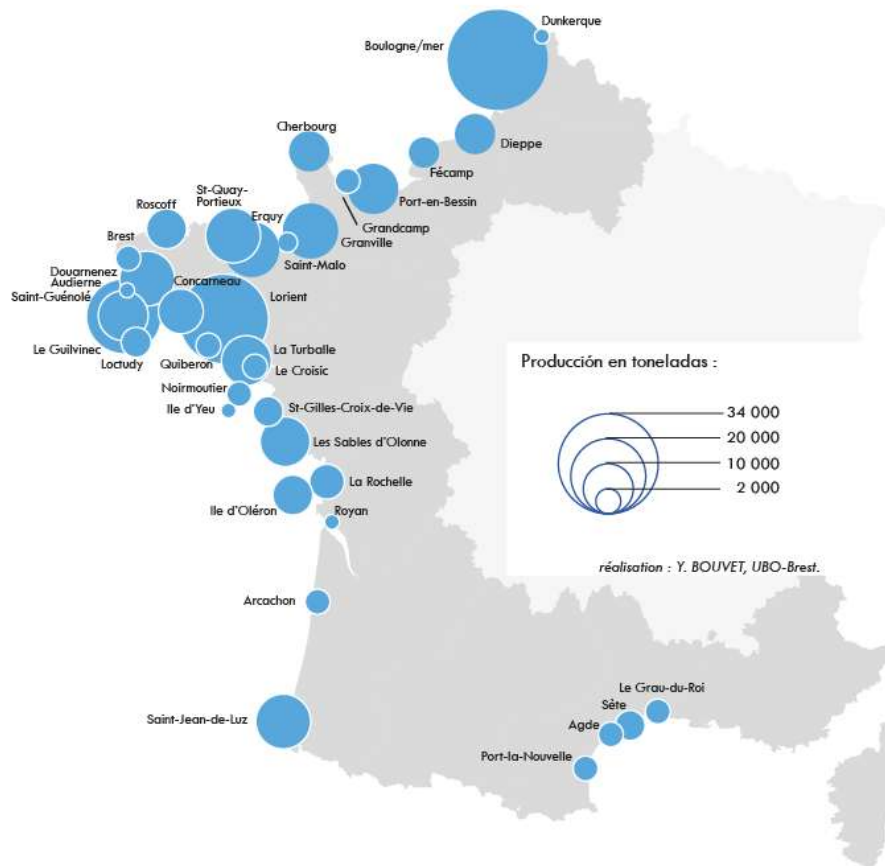 Dunkerque
Boulogne/mer
Dieppe
Cherbourg
Fécamp
Port-en-Bessin
Grandcamp
St-Quay-
Portieux
Erquy
Granville
Roscoff
Saint-Malo
Brest
Douarnenez
Audierne
Concarneau
Saint-Guénolé
Lorient
Le Guilvinec
Loctudy
Quiberon
La Turballe
Le Croisic
Noirmoutier
Ile d'Yeu
St-Gilles-Croix-de-Vie
Les Sables d'Olonne
La Rochelle
Ile d'Oléron
Royan
Arcachon
Saint-Jean-de-Luz
Le Grau-du-Roi
Sète
Agde
Port-la-Nouvelle
Producción en toneladas :
34 000
20 000
10 000
2 000
réalisation : Y. BOUVET, UBO-Brest.